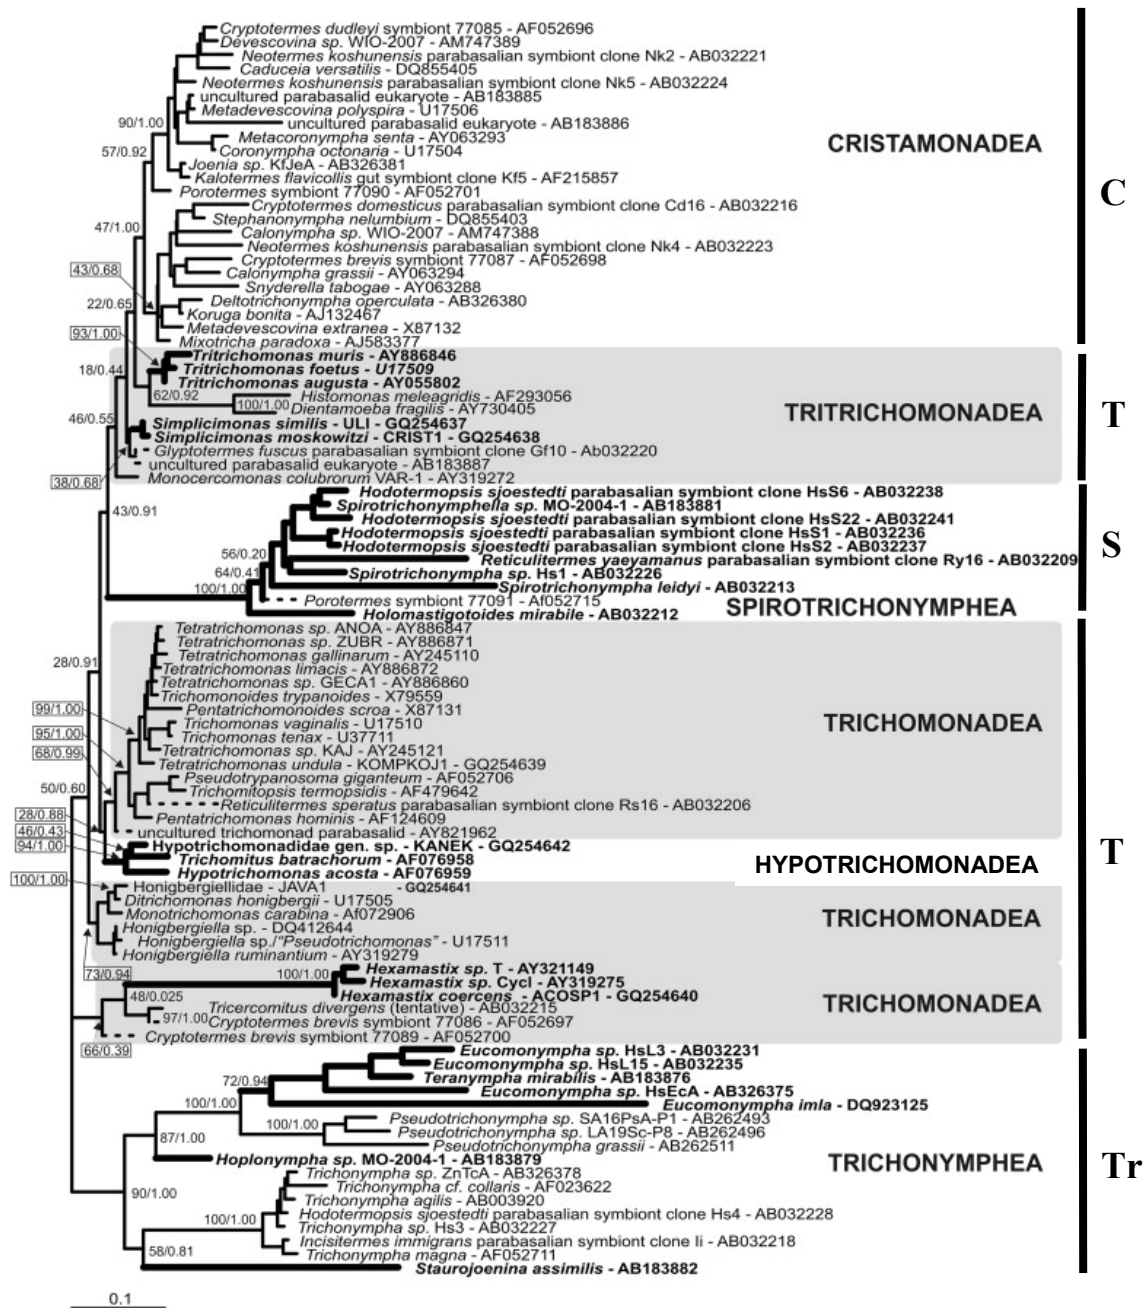 Cryptotermes dudleyi symbiont 77085 - AF052696
Devescovina sp. WIO-2007 - AM747389
Neotermes koshunensis parabasalian symbiont clone Nk2 - AB032221
Caduceia versatilis - DQ855405
Neotermes koshunensis parabasalian symbiont clone Nk5 - AB032224
uncultured parabasalid eukaryote - AB183885
Metadevescovina polyspira - U17506
90/1.00
uncultured parabasalid eukaryote - AB183886
Metacoronympha senta - AY063293
CRISTAMONADEA
Coronympha octonaria - U17504
57/0.92
Joenia sp. KfJeA - AB326381
Kalotermes flavicollis gut symbiont clone Kf5 - AF215857
Porotermes symbiont 77090 - AF052701
C
Cryptotermes domesticus parabasalian symbiont clone Cd16 - AB032216
Stephanonympha nelumbium - DQ855403
47/1.00
Calonympha sp. WIO-2007 - AM747388
Neotermes koshunensis parabasalian symbiont clone Nk4 - AB032223
Cryptotermes brevis symbiont 77087 - AF052698
43/0.68
Calonympha grassii - AY063294
Snyderella tabogae - AY063288
22/0.65
Deltotrichonympha operculata - AB326380
Koruga bonita - AJ132467
93/1.00
Metadevescovina extranea - X87132
Mixotricha paradoxa - AJ583377
Tritrichomonas muris - AY886846
18/0.44
Tritrichomonas foetus - U17509
Tritrichomonas augusta - AY055802
62/0.92
Histomonas meleagridis - AF293056
100/1.00
Dientamoeba fragilis - AY730405
TRITRICHOMONADEA
T
46/0.55
Simplicimonas similis - ULI - GQ254637
Simplicimonas moskowitzi - CRIST1 - GQ254638
Glyptotermes fuscus parabasalian symbiont clone Gf10 - Ab032220
uncultured parabasalid eukaryote - AB183887
38/0.68
Monocercomonas colubrorum VAR-1 - AY319272
Hodotermopsis sjoestedti parabasalian symbiont clone HsS6 - AB032238
43/0.91
Spirotrichonymphella sp. MO-2004-1 - AB183881
Hodotermopsis sjoestedti parabasalian symbiont clone HsS22 - AB032241
Hodotermopsis sjoestedti parabasalian symbiont clone HsS1 - AB032236
Hodotermopsis sjoestedti parabasalian symbiont clone HsS2 - AB032237
S
56/0.20
Reticulitermes yaeyamanus parabasalian symbiont clone Ry16 - AB032209
64/0.41
Spirotrichonympha sp. Hs1 - AB032226
100/1.00
Spirotrichonympha leidyi - AB032213
Porotermes symbiont 77091 - Af052715
SPIROTRICHONYMPHEA
Holomastigotoides mirabile - AB032212
Tetratrichomonas sp. ANOA - AY886847
Tetratrichomonas sp. ZUBR - AY886871
Tetratrichomonas gallinarum - AY245110
28/0.91
Tetratrichomonas limacis - AY886872
Tetratrichomonas sp. GECA1 - AY886860
Trichomonoides trypanoides - X79559
99/1.00
Pentatrichomonoides scroa - X87131
Trichomonas vaginalis - U17510
TRICHOMONADEA
95/1.00
Trichomonas tenax - U37711
68/0.99
Tetratrichomonas sp. KAJ - AY245121
Tetratrichomonas undula - KOMPKOJ1 - GQ254639
Pseudotrypanosoma giganteum - AF052706
50/0.60
Trichomitopsis termopsidis - AF479642
Reticulitermes speratus parabasalian symbiont clone Rs16 - AB032206
28/0.88
Pentatrichomonas hominis - AF124609
46/0.43
uncultured trichomonad parabasalid - AY821962
94/1.00
Hypotrichomonadidae gen. sp. - KANEK - GQ254642
T
Trichomitus batrachorum - AF076958
HYPOTRICHOMONADEA
Hypotrichomonas acosta - AF076959
100/1.00
Honigbergiellidae - JAVA1 - GQ254641
Ditrichomonas honigbergii - U17505
Monotrichomonas carabina - Af072906
TRICHOMONADEA
Honigbergiella sp. - DQ412644
Honigbergiella sp./"Pseudotrichomonas" - U17511
Honigbergiella ruminantium - AY319279
73/0.94
100/1.00
Hexamastix sp. T - AY321149
Hexamastix sp. Cycl - AY319275
48/0.025
Hexamastix coercens - ACOSP1 - GQ254640
TRICHOMONADEA
Tricercomitus divergens (tentative) - AB032215
97/1.00
Cryptotermes brevis symbiont 77086 - AF052697
Cryptotermes brevis symbiont 77089 - AF052700
66/0.39
Eucomonympha sp. HsL3 - AB032231
Eucomonympha sp. HsL15 - AB032235
72/0.94
Teranympha mirabilis - AB183876
Eucomonympha sp. HsEcA - AB326375
100/1.00
Eucomonympha imla - DQ923125
Pseudotrichonympha sp. SA16PsA-P1 - AB262493
100/1.00
Pseudotrichonympha sp. LA19Sc-P8 - AB262496
87/1.00
Pseudotrichonympha grassii - AB262511
Hoplonympha sp. MO-2004-1 - AB183879
TRICHONYMPHEA
Tr
Trichonympha sp. ZnTcA - AB326378
Trichonympha cf. collaris - AF023622
90/1.00
Trichonympha agilis - AB003920
100/1.00
Hodotermopsis sjoestedti parabasalian symbiont clone Hs4 - AB032228
Trichonympha sp. Hs3 - AB032227
Incisitermes immigrans parabasalian symbiont clone Ii - AB032218
58/0.81
Trichonympha magna - AF052711
Staurojoenina assimilis - AB183882
0.1